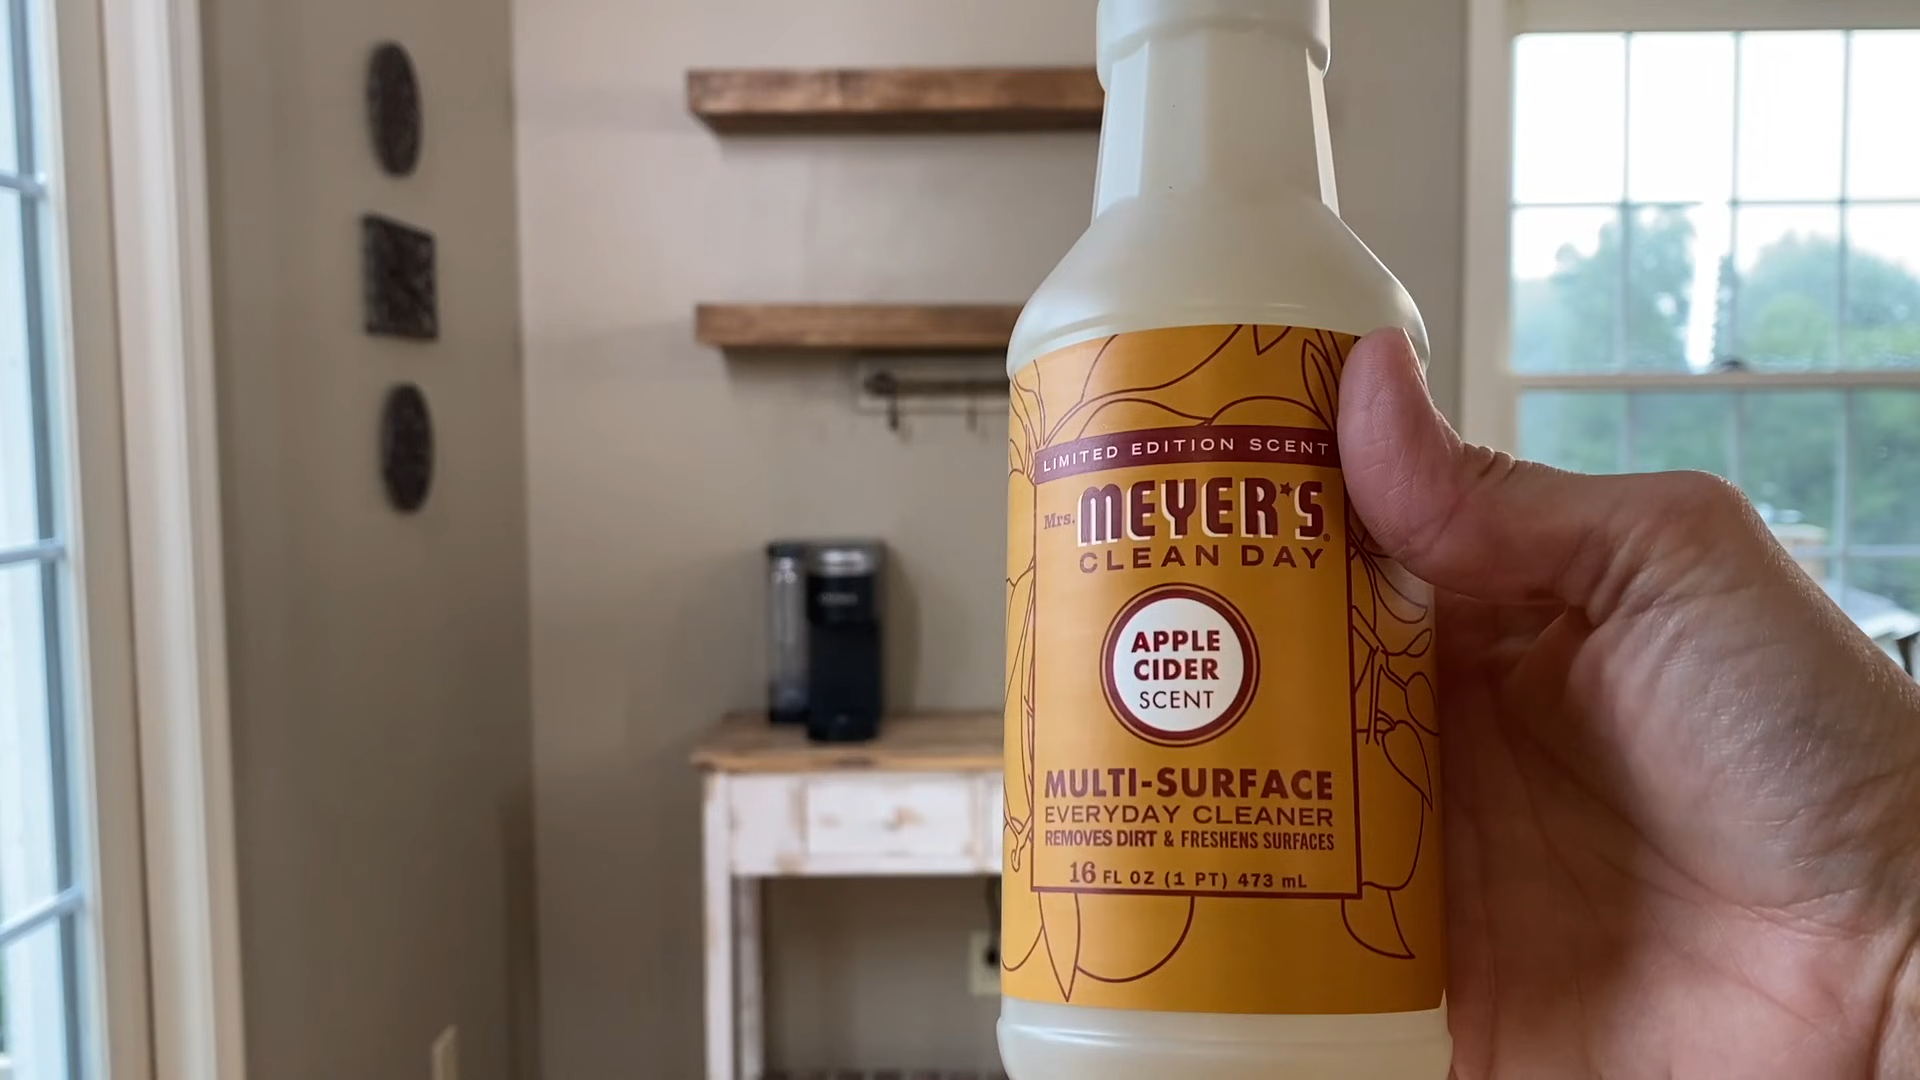 LIMITED EDITION SCENT
Mrs. MEYER'S®
CLEAN DAY
APPLE
CIDER
SCENT
MULTI-SURFACE
EVERYDAY CLEANER
REMOVES DIRT & FRESHENS SURFACES
16 FL OZ (1 PT) 473 mL